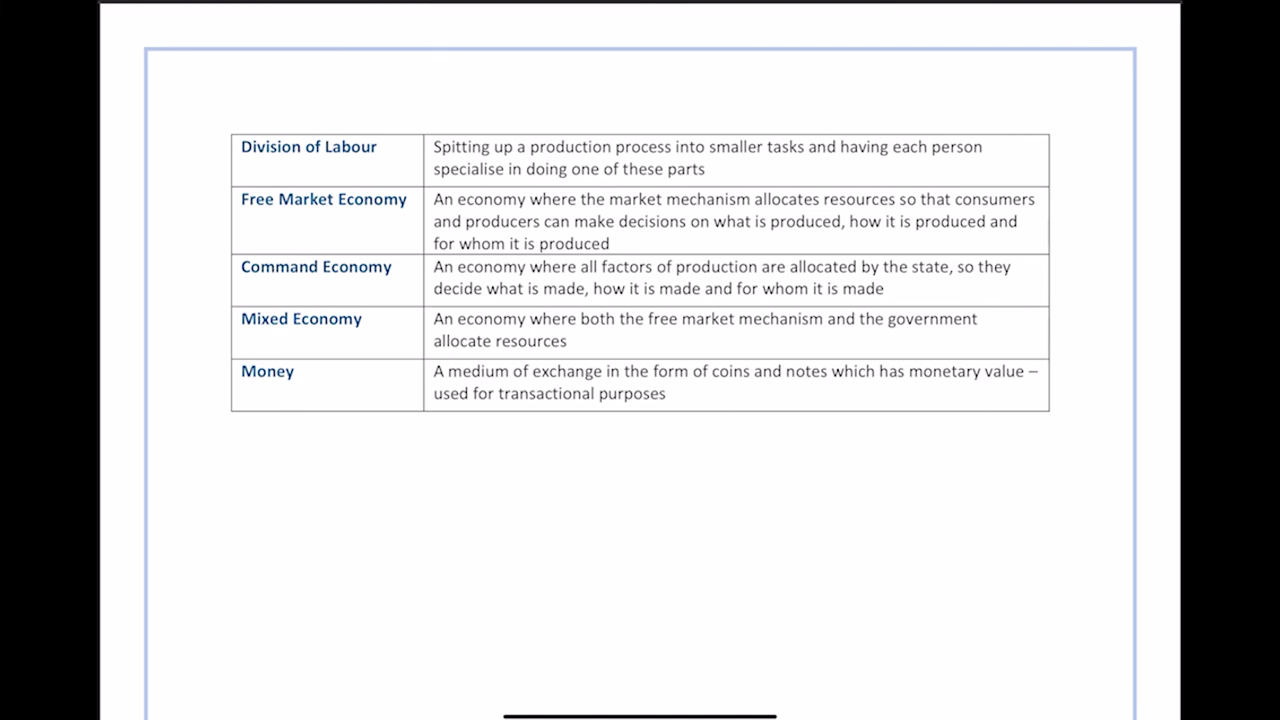 Division of Labour
Spitting up a production process into smaller tasks and having each person
specialise in doing one of these parts
Free Market Economy
An economy where the market mechanism allocates resources so that consumers
and producers can make decisions on what is produced, how it is produced and
for whom it is produced
Command Economy
An economy where all factors of production are allocated by the state, so they
decide what is made, how it is made and for whom it is made
Mixed Economy
An economy where both the free market mechanism and the government
allocate resources
Money
A medium of exchange in the form of coins and notes which has monetary value –
used for transactional purposes